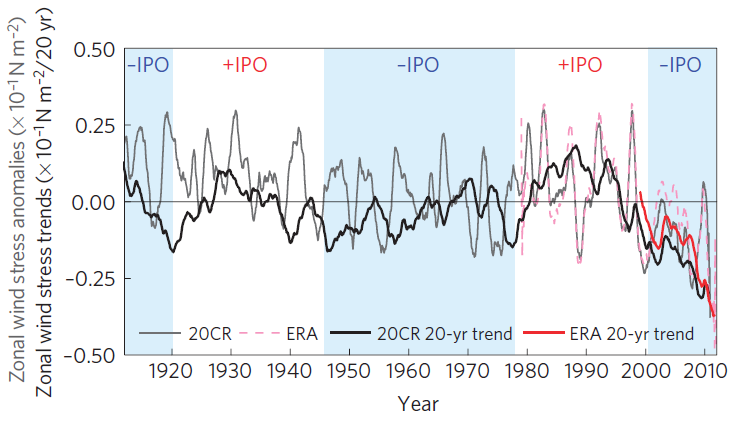 Zonal wind stress anomalies (× 10⁻¹ N m⁻²)
Zonal wind stress trends (× 10⁻¹ N m⁻²/20 yr)
0.50
0.25
0.00
−0.25
−0.50
−IPO +IPO −IPO +IPO −IPO
20CR ERA 20CR 20-yr trend ERA 20-yr trend
1920 1930 1940 1950 1960 1970 1980 1990 2000 2010
Year